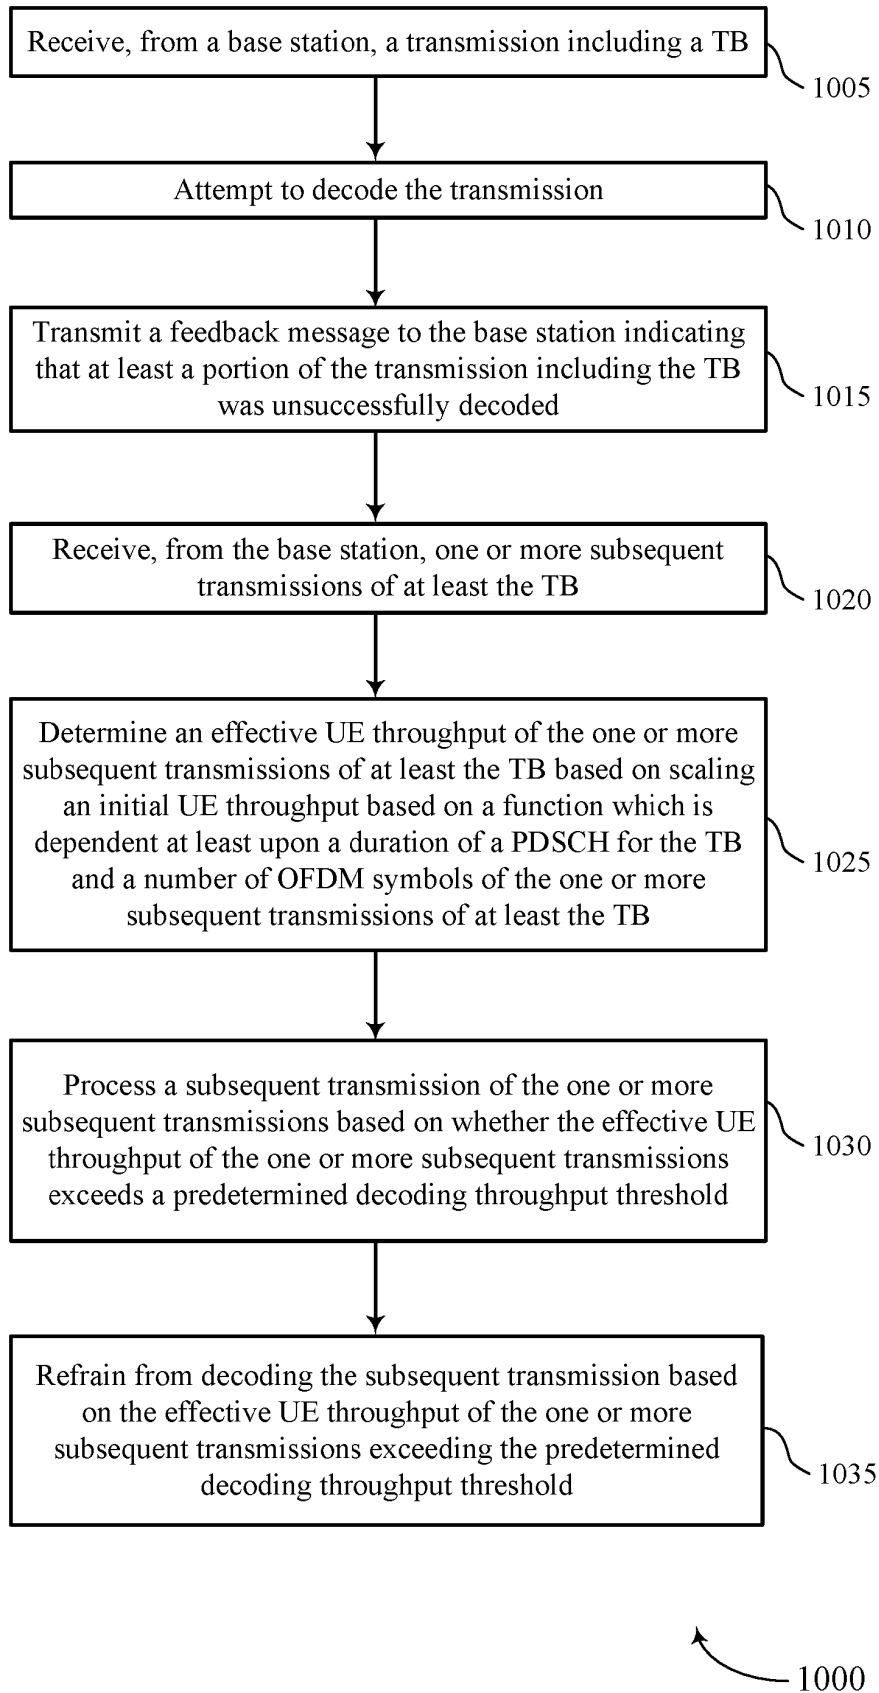 Receive, from a base station, a transmission including a TB
1005
Attempt to decode the transmission
1010
Transmit a feedback message to the base station indicating
that at least a portion of the transmission including the TB
was unsuccessfully decoded
1015
Receive, from the base station, one or more subsequent
transmissions of at least the TB
1020
Determine an effective UE throughput of the one or more
subsequent transmissions of at least the TB based on scaling
an initial UE throughput based on a function which is
dependent at least upon a duration of a PDSCH for the TB
and a number of OFDM symbols of the one or more
subsequent transmissions of at least the TB
1025
Process a subsequent transmission of the one or more
subsequent transmissions based on whether the effective UE
throughput of the one or more subsequent transmissions
exceeds a predetermined decoding throughput threshold
1030
Refrain from decoding the subsequent transmission based
on the effective UE throughput of the one or more
subsequent transmissions exceeding the predetermined
decoding throughput threshold
1035
1000